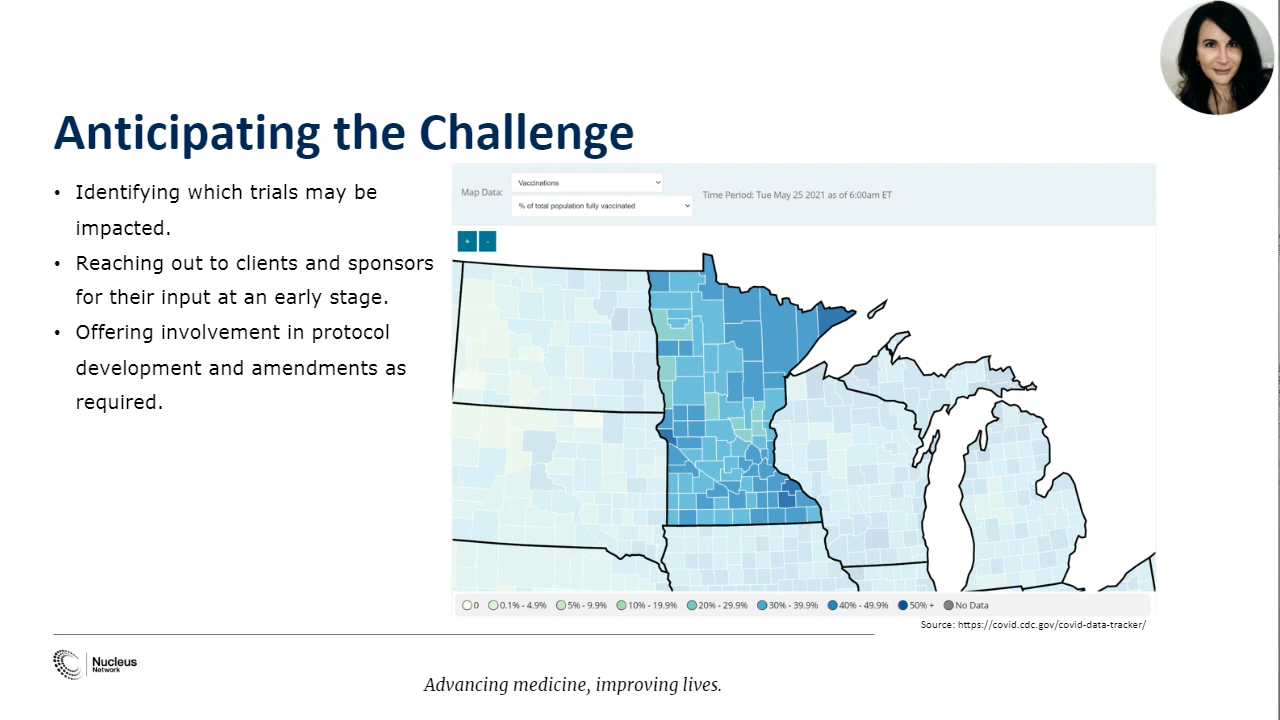 Anticipating the Challenge
• Identifying which trials may be
impacted.
• Reaching out to clients and sponsors
for their input at an early stage.
• Offering involvement in protocol
development and amendments as
required.
Map Data:
Vaccinations
% of total population fully vaccinated
Time Period: Tue May 25 2021 as of 6:00am ET
+ -
0 0.1% - 4.9% 5% - 9.9% 10% - 19.9% 20% - 29.9% 30% - 39.9% 40% - 49.9% 50% + No Data
Source: https://covid.cdc.gov/covid-data-tracker/
Nucleus
Network
Advancing medicine, improving lives.